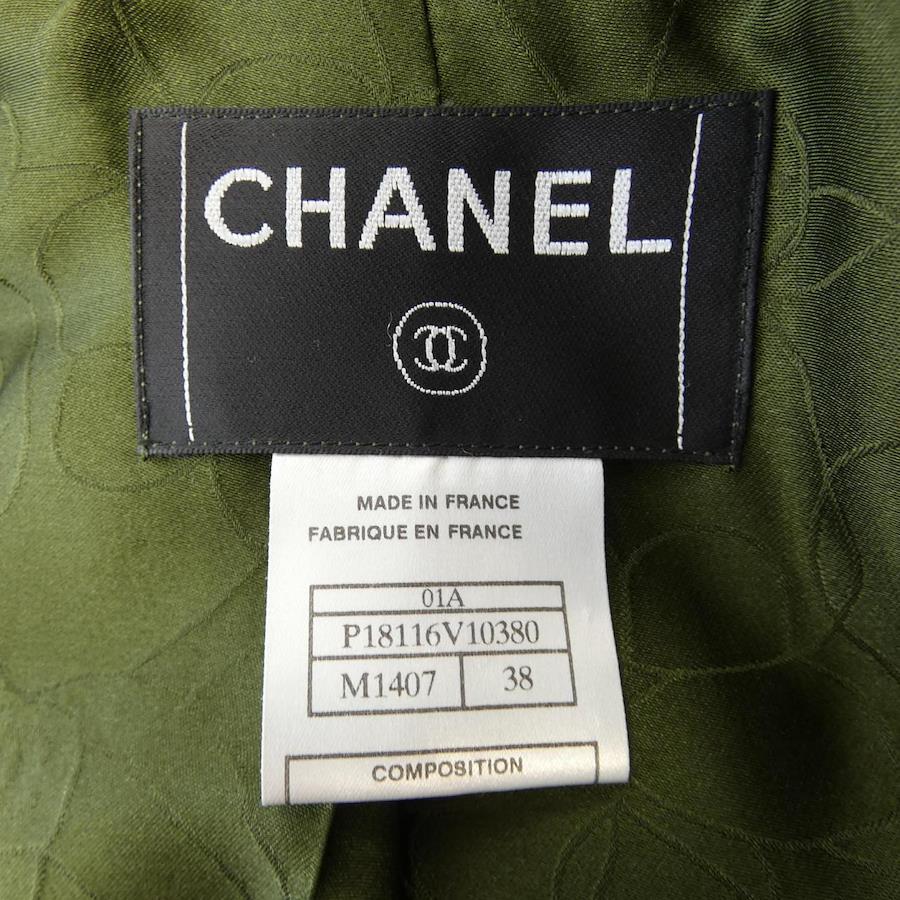 CHANEL
MADE IN FRANCE
FABRIQUE EN FRANCE
01A
P18116V10380
M1407 38
COMPOSITION